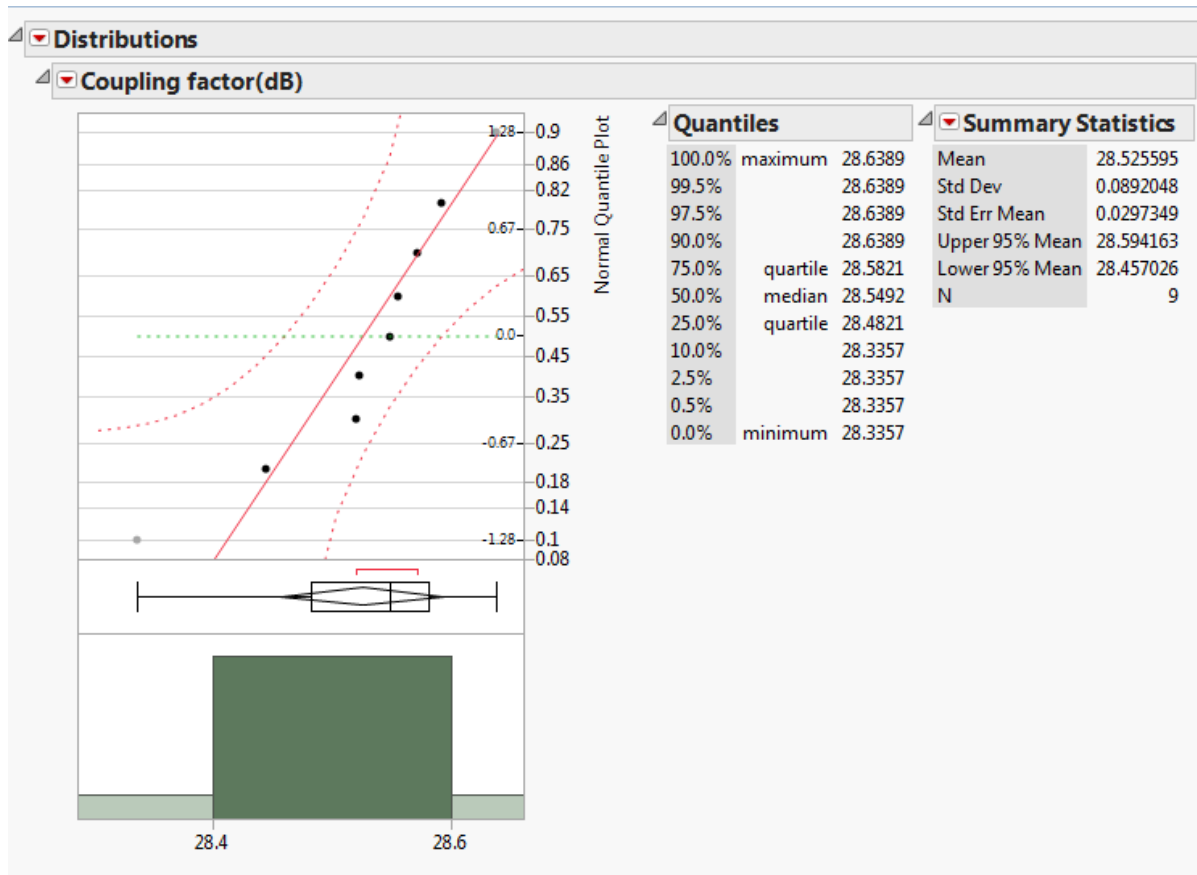 Distributions
Coupling factor(dB)
1.28 0.9
0.86
0.82
0.67 0.75
0.65
0.55
0.0 0.45
0.35
-0.67 0.25
0.18
0.14
-1.28 0.1
0.08
Normal Quantile Plot
28.4 28.6
Quantiles
100.0% maximum 28.6389
99.5% 28.6389
97.5% 28.6389
90.0% 28.6389
75.0% quartile 28.5821
50.0% median 28.5492
25.0% quartile 28.4821
10.0% 28.3357
2.5% 28.3357
0.5% 28.3357
0.0% minimum 28.3357
Summary Statistics
Mean 28.525595
Std Dev 0.0892048
Std Err Mean 0.0297349
Upper 95% Mean 28.594163
Lower 95% Mean 28.457026
N 9